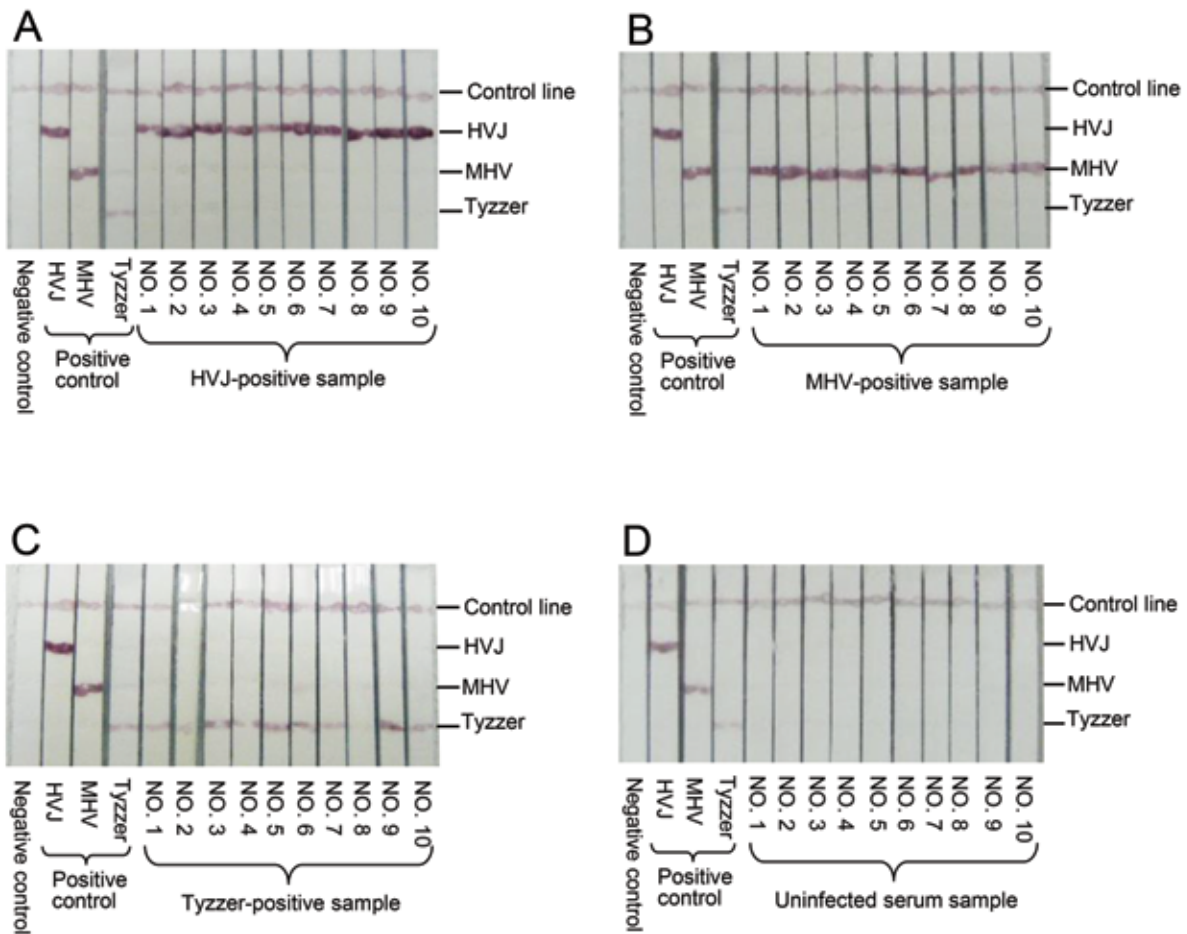 A
Control line
HVJ
MHV
Tyzzer
Negative control
HVJ
MHV
Tyzzer
NO. 1
NO. 2
NO. 3
NO. 4
NO. 5
NO. 6
NO. 7
NO. 8
NO. 9
NO. 10
Positive
control
HVJ-positive sample
B
Control line
HVJ
MHV
Tyzzer
Negative control
HVJ
MHV
Tyzzer
NO. 1
NO. 2
NO. 3
NO. 4
NO. 5
NO. 6
NO. 7
NO. 8
NO. 9
NO. 10
Positive
control
MHV-positive sample
C
Control line
HVJ
MHV
Tyzzer
Negative control
HVJ
MHV
Tyzzer
NO. 1
NO. 2
NO. 3
NO. 4
NO. 5
NO. 6
NO. 7
NO. 8
NO. 9
NO. 10
Positive
control
Tyzzer-positive sample
D
Control line
HVJ
MHV
Tyzzer
Negative control
HVJ
MHV
Tyzzer
NO. 1
NO. 2
NO. 3
NO. 4
NO. 5
NO. 6
NO. 7
NO. 8
NO. 9
NO. 10
Positive
control
Uninfected serum sample